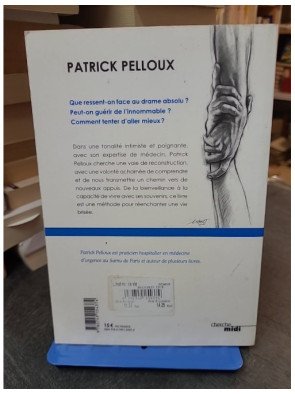 PATRICK PELLOUX
Que ressent-on face au drame absolu ?
Peut-on guérir de l'innommable ?
Comment tenter d'aller mieux ?
Dans une tonalité intimiste et poignante,
avec son expertise de médecin, Patrick
Pelloux cherche une voie de reconstruction,
avec une volonté acharnée de comprendre
et de nous transmettre un chemin vers de
nouveaux appuis. De la bienveillance à la
capacité de vivre avec ses souvenirs, ce livre
est une méthode pour réenchanter une vie
brisée.
Patrick Pelloux est praticien hospitalier en médecine
d'urgence au Samu de Paris et auteur de plusieurs livres.
15 €
cherche
midi